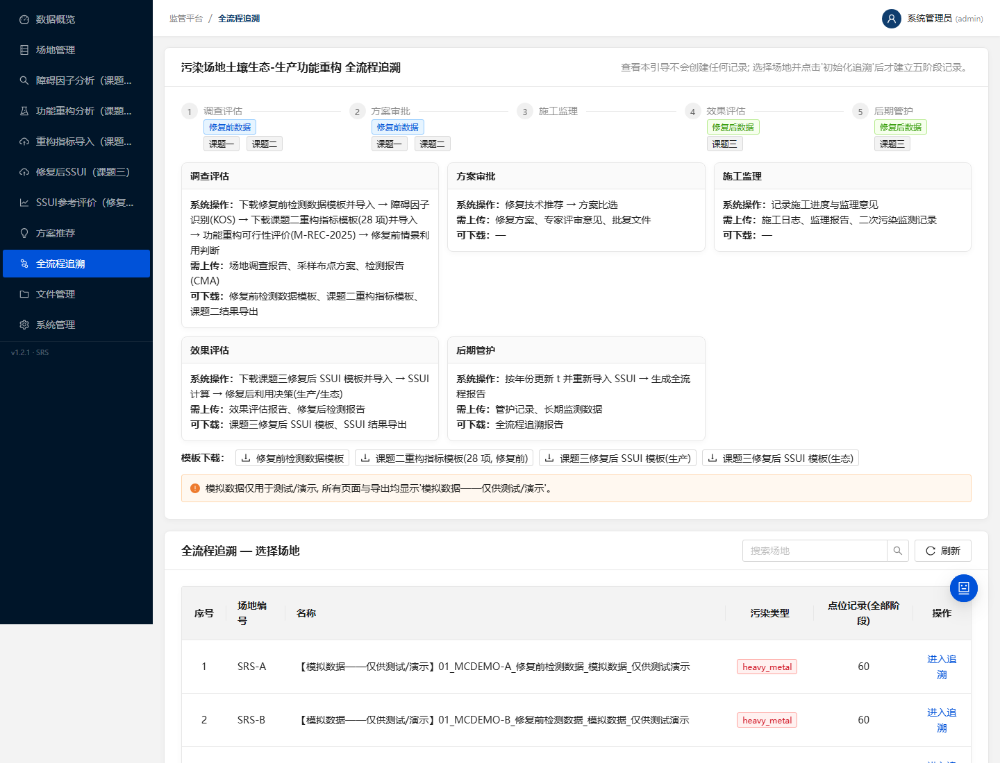 数据概览
场地管理
障碍因子分析（课题...
功能重构分析（课题...
重构指标导入（课题...
修复后SSUI（课题三）
SSUI参考评价（修复...
方案推荐
全流程追溯
文件管理
系统管理
v1.2.1 · SRS
监管平台 / 全流程追溯
系统管理员 (admin)
污染场地土壤生态-生产功能重构 全流程追溯
查看本引导不会创建任何记录; 选择场地并点击'初始化追溯'后才建立五阶段记录。
1 调查评估
修复前数据
课题一 课题二
2 方案审批
修复前数据
课题一 课题二
3 施工监理
4 效果评估
修复后数据
课题三
5 后期管护
修复后数据
课题三
调查评估
系统操作：下载修复前检测数据模板并导入 → 障碍因子
识别(KOS) → 下载课题二重构指标模板(28 项)并导入
→ 功能重构可行性评价(M-REC-2025) → 修复前情景利
用判断
需上传：场地调查报告、采样布点方案、检测报告
(CMA)
可下载：修复前检测数据模板、课题二重构指标模板、
课题二结果导出
方案审批
系统操作：修复技术推荐 → 方案比选
需上传：修复方案、专家评审意见、批复文件
可下载：—
施工监理
系统操作：记录施工进度与监理意见
需上传：施工日志、监理报告、二次污染监测记录
可下载：—
效果评估
系统操作：下载课题三修复后 SSUI 模板并导入 → SSUI
计算 → 修复后利用决策(生产/生态)
需上传：效果评估报告、修复后检测报告
可下载：课题三修复后 SSUI 模板、SSUI 结果导出
后期管护
系统操作：按年份更新 t 并重新导入 SSUI → 生成全流
程报告
需上传：管护记录、长期监测数据
可下载：全流程追溯报告
模板下载： 修复前检测数据模板 课题二重构指标模板(28 项, 修复前) 课题三修复后 SSUI 模板(生产) 课题三修复后 SSUI 模板(生态)
模拟数据仅用于测试/演示, 所有页面与导出均显示'模拟数据——仅供测试/演示'。
全流程追溯 — 选择场地
搜索场地
刷新
序号 场地编号 名称 污染类型 点位记录(全部阶段) 操作
1 SRS-A 【模拟数据——仅供测试/演示】01_MCDEMO-A_修复前检测数据_模拟数据_仅供测试演示 heavy_metal 60 进入追溯
2 SRS-B 【模拟数据——仅供测试/演示】01_MCDEMO-B_修复前检测数据_模拟数据_仅供测试演示 heavy_metal 60 进入追溯